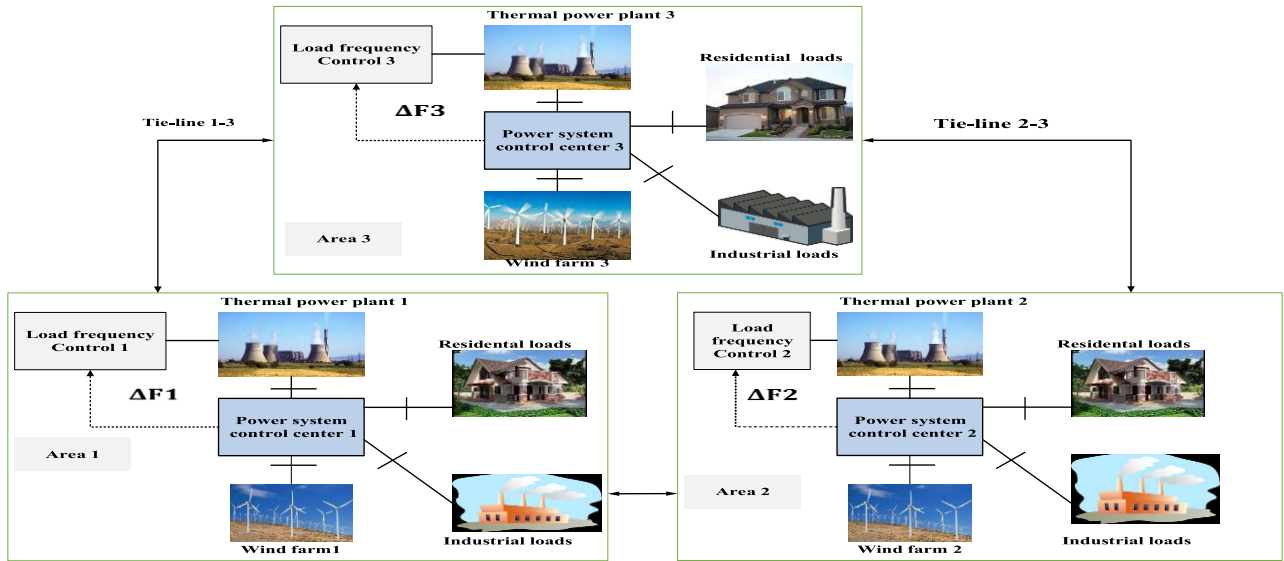 Thermal power plant 3
Load frequency
Control 3
Residential loads
ΔF3
Power system
control center 3
Tie-line 1-3
Tie-line 2-3
Area 3
Wind farm 3
Industrial loads
Thermal power plant 1
Load frequency
Control 1
Residental loads
ΔF1
Power system
control center 1
Area 1
Wind farm1
Industrial loads
Thermal power plant 2
Load
frequency
Control 2
Residental loads
ΔF2
Power system
control center 2
Area 2
Wind farm 2
Industrial loads